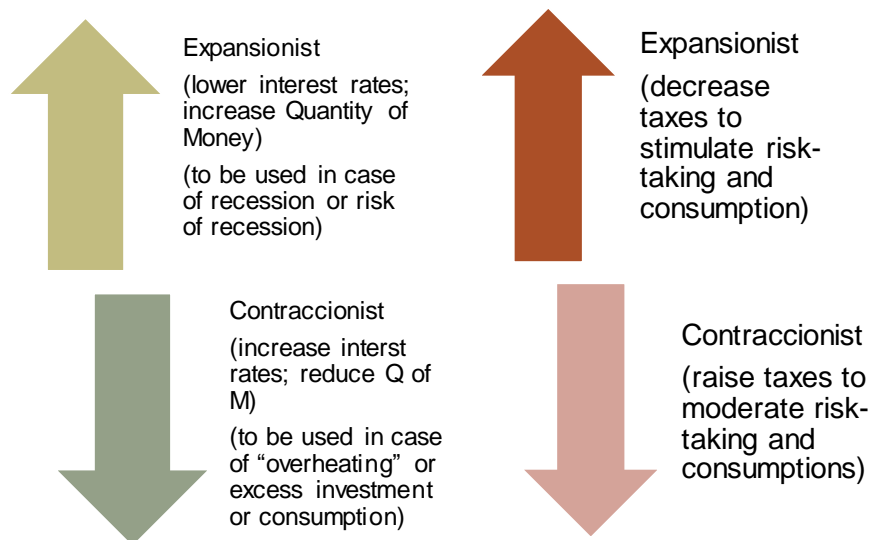 Expansionist
(lower interest rates;
increase Quantity of
Money)
(to be used in case
of recession or risk
of recession)
Contraccionist
(increase interst
rates; reduce Q of
M)
(to be used in case
of “overheating” or
excess investment
or consumption)
Expansionist
(decrease
taxes to
stimulate risk-
taking and
consumption)
Contraccionist
(raise taxes to
moderate risk-
taking and
consumptions)